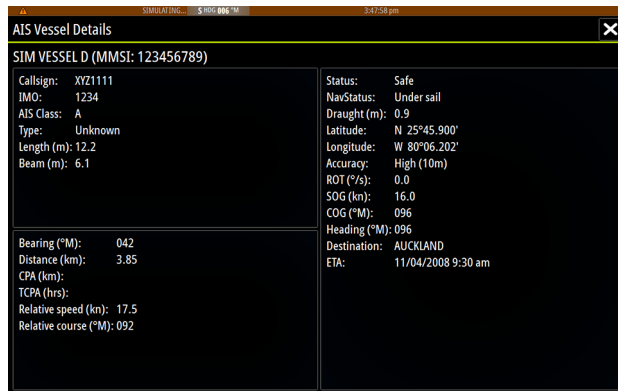 SIMULATING... S HDG 006 °M 3:47:58 pm
AIS Vessel Details
SIM VESSEL D (MMSI: 123456789)
Callsign: XYZ1111
IMO: 1234
AIS Class: A
Type: Unknown
Length (m): 12.2
Beam (m): 6.1
Bearing (°M): 042
Distance (km): 3.85
CPA (km):
TCPA (hrs):
Relative speed (kn): 17.5
Relative course (°M): 092
Status: Safe
NavStatus: Under sail
Draught (m): 0.9
Latitude: N 25°45.900'
Longitude: W 80°06.202'
Accuracy: High (10m)
ROT (°/s): 0.0
SOG (kn): 16.0
COG (°M): 096
Heading (°M): 096
Destination: AUCKLAND
ETA: 11/04/2008 9:30 am